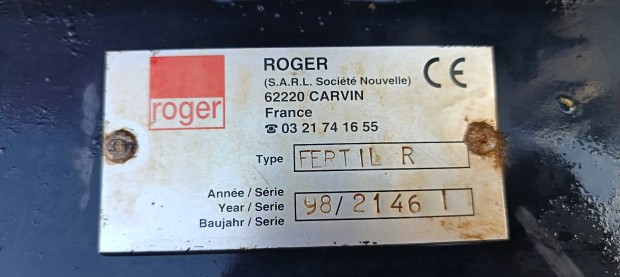 roger
ROGER
(S.A.R.L. Société Nouvelle)
62220 CARVIN
France
☎ 03 21 74 16 55
CE
Type FERTIL R
Année / Série
Year / Serie 98/2146 I
Baujahr / Serie